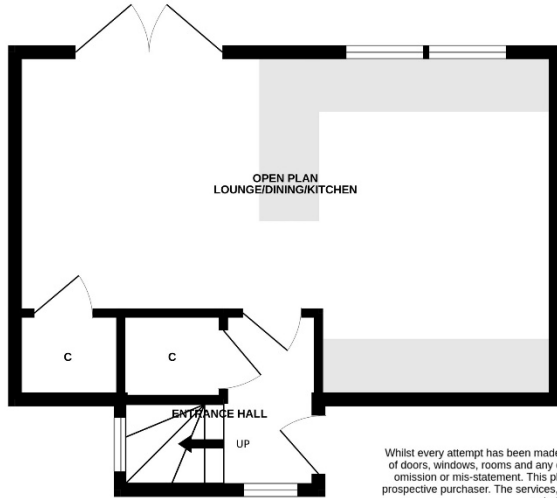 OPEN PLAN
LOUNGE/DINING/KITCHEN
C
C
ENTRANCE HALL
UP
Whilst every attempt has been made
of doors, windows, rooms and any
omission or mis-statement. This
prospective purchaser. The services,